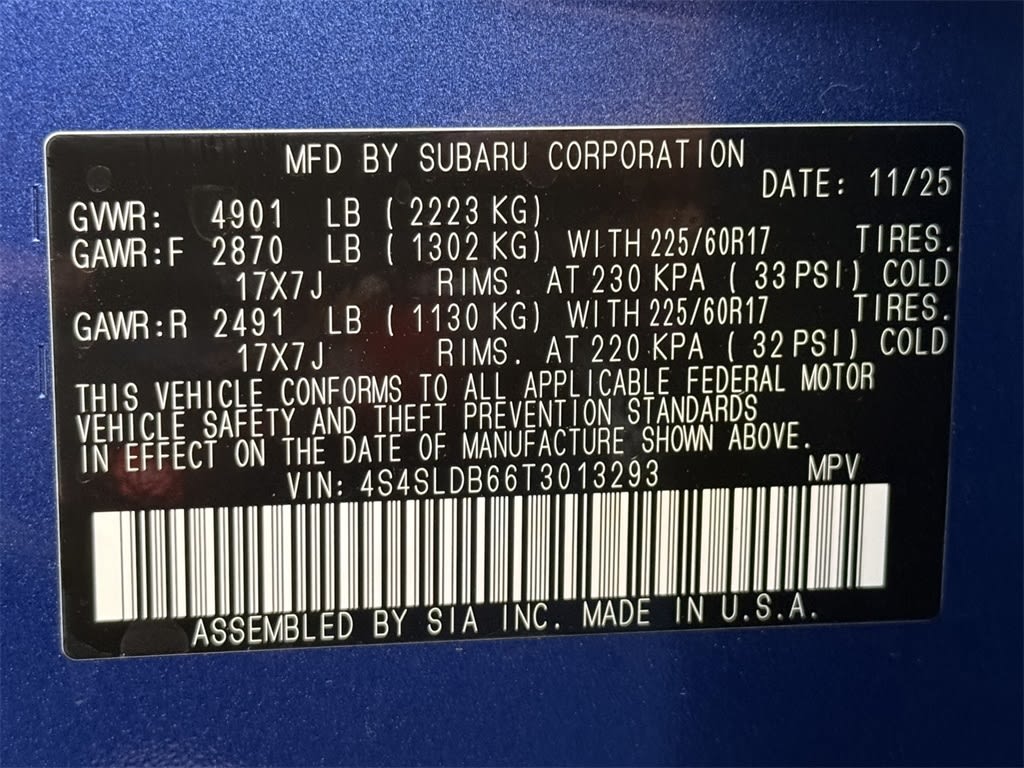 MFD BY SUBARU CORPORATION
DATE: 11/25
GVWR: 4901 LB ( 2223 KG)
GAWR:F 2870 LB ( 1302 KG) WITH 225/60R17 TIRES.
17X7J RIMS. AT 230 KPA ( 33 PSI) COLD
GAWR:R 2491 LB ( 1130 KG) WITH 225/60R17 TIRES.
17X7J RIMS. AT 220 KPA ( 32 PSI) COLD
THIS VEHICLE CONFORMS TO ALL APPLICABLE FEDERAL MOTOR
VEHICLE SAFETY AND THEFT PREVENTION STANDARDS
IN EFFECT ON THE DATE OF MANUFACTURE SHOWN ABOVE.
VIN: 4S4SLDB66T3013293 MPV
ASSEMBLED BY SIA INC. MADE IN U.S.A.